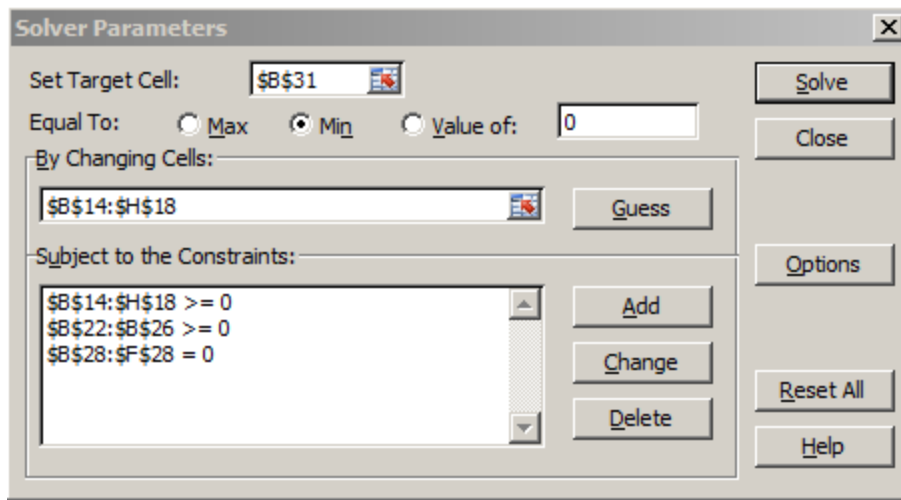 Solver Parameters
Set Target Cell: $B$31
Solve
Equal To: Max Min Value of: 0
Close
By Changing Cells:
$B$14:$H$18
Guess
Subject to the Constraints:
Options
$B$14:$H$18 >= 0
$B$22:$B$26 >= 0
$B$28:$F$28 = 0
Add
Change
Delete
Reset All
Help